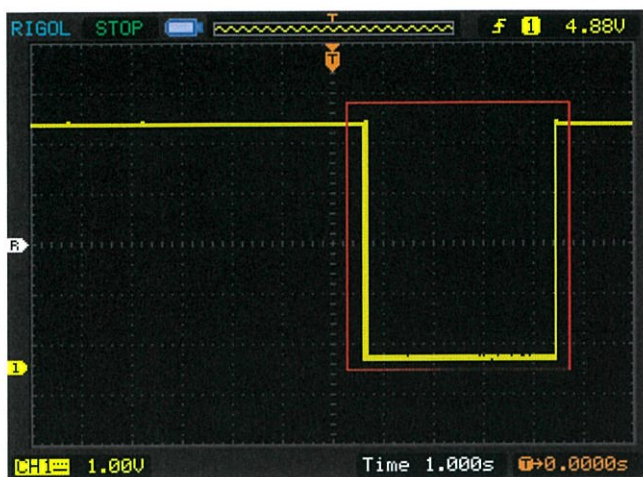 RIGOL STOP T 1 4.88V
T
R
1
CH1 1.00V Time 1.000s T→0.0000s